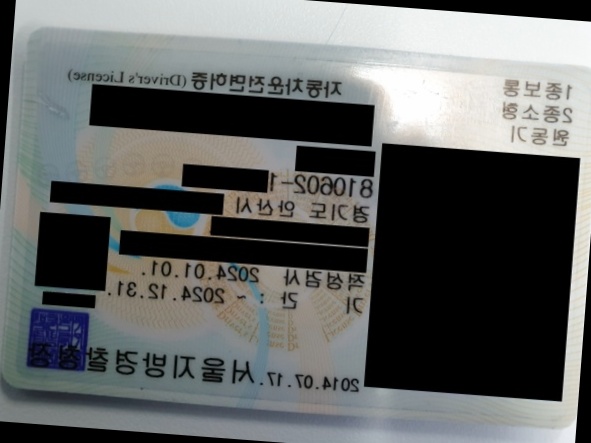 1종보통
2종소형
원동기
자동차운전면허증 (Driver's License)
810602-1
경기도 안산시
적성검사 2024.01.01.
기 간 : ~ 2024.12.31.
2014.07.17.
서울지방경찰청장